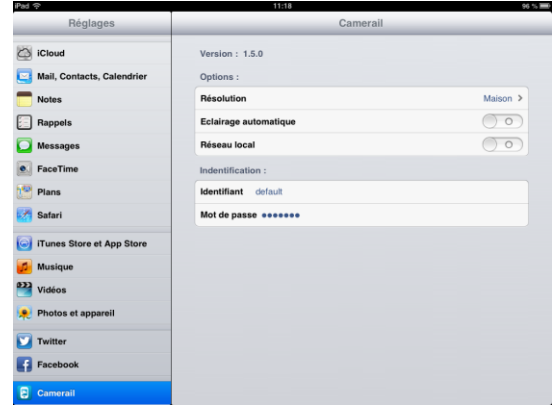 iPad 11:18 96 %
Réglages Camerail
iCloud
Mail, Contacts, Calendrier
Notes
Rappels
Messages
FaceTime
Plans
Safari
iTunes Store et App Store
Musique
Vidéos
Photos et appareil
Twitter
Facebook
Camerail
Version : 1.5.0
Options :
Résolution Maison >
Eclairage automatique
Réseau local
Indentification :
Identifiant default
Mot de passe •••••••